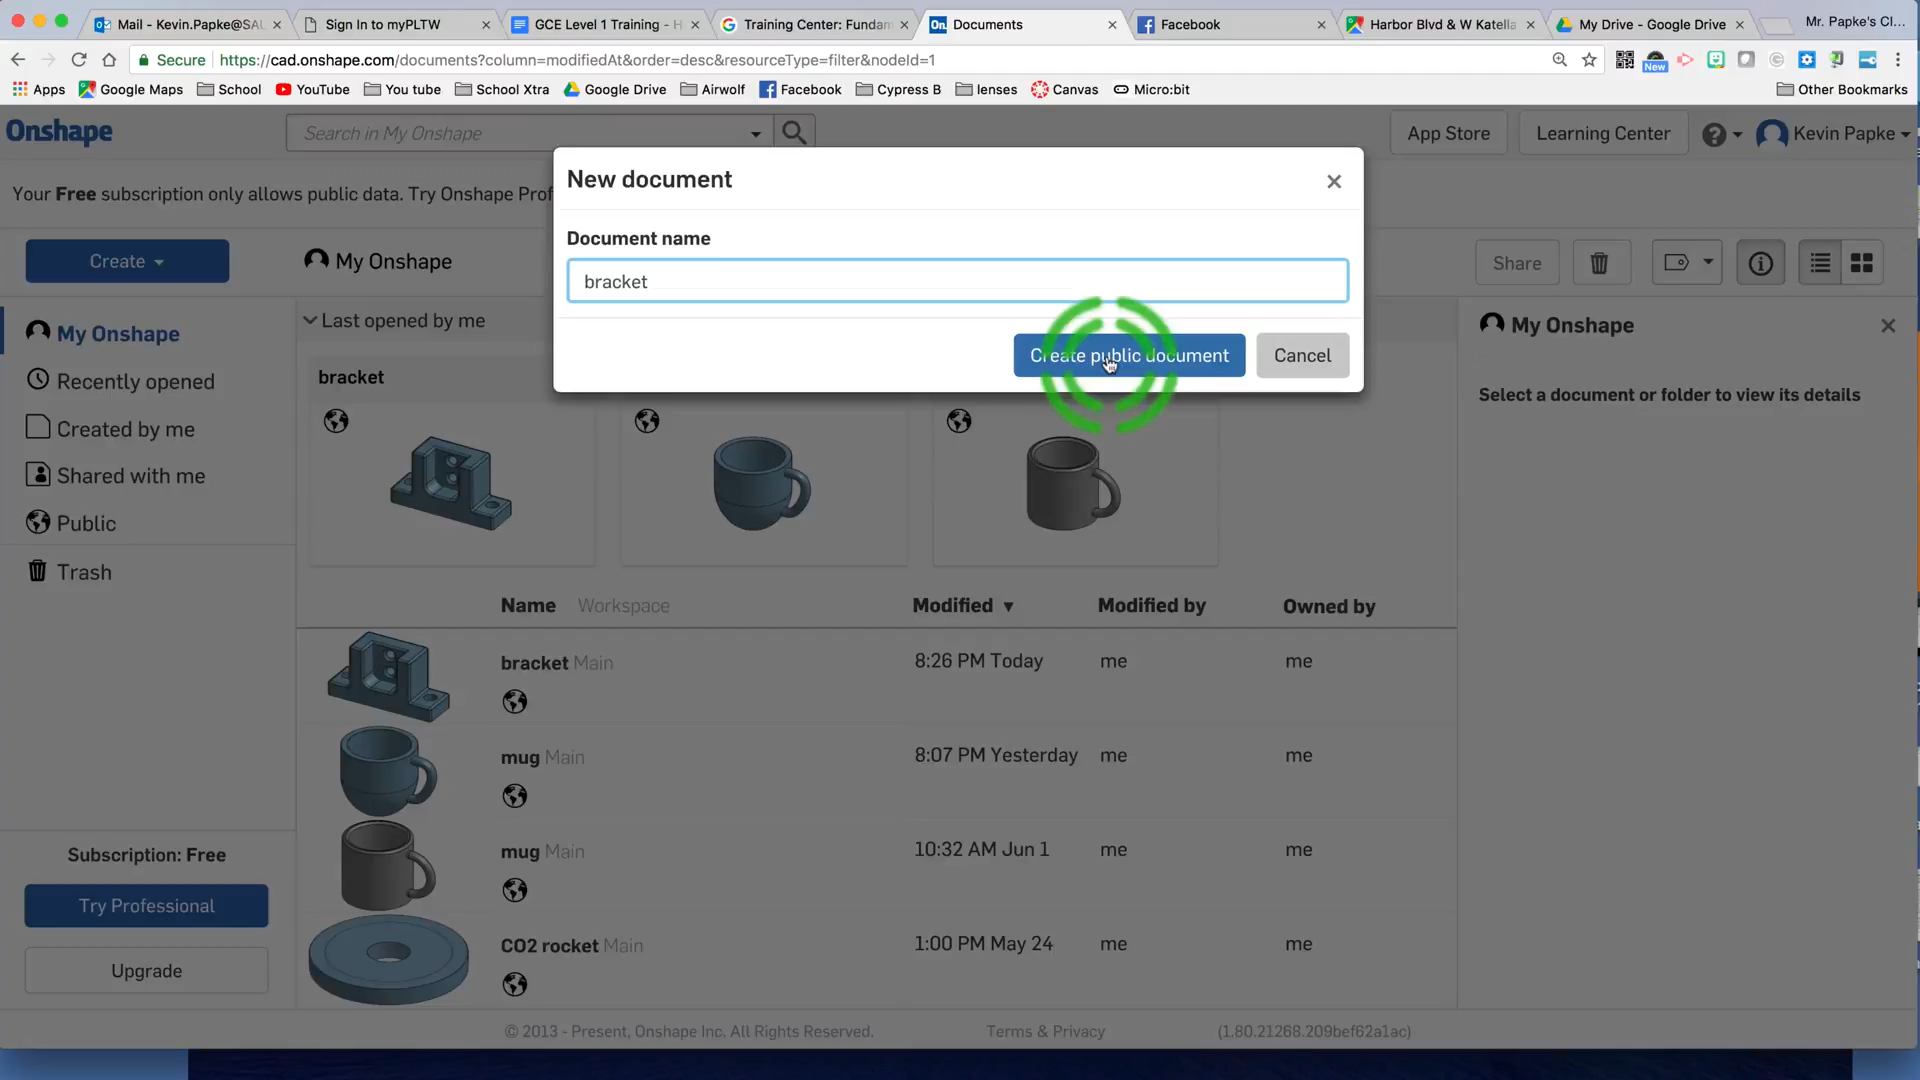 Mail - Kevin.Papke@SAU
Sign In to myPLTW
GCE Level 1 Training - H
Training Center: Fundam
On. Documents
Facebook
Harbor Blvd & W Katella
My Drive - Google Drive
Mr. Papke's Cl...
Secure
https://cad.onshape.com/documents?column=modifiedAt&order=desc&resourceType=filter&nodeId=1
New
Apps
Google Maps
School
YouTube
You tube
School Xtra
Google Drive
Airwolf
Facebook
Cypress B
lenses
Canvas
Micro:bit
Other Bookmarks
Onshape
Search in My Onshape
App Store
Learning Center
Kevin Papke
Your Free subscription only allows public data. Try Onshape Prof
New document
Document name
bracket
Create public document
Cancel
Create
My Onshape
Share
My Onshape
Recently opened
Created by me
Shared with me
Public
Trash
Last opened by me
bracket
My Onshape
Select a document or folder to view its details
Name Workspace Modified Modified by Owned by
bracket Main 8:26 PM Today me me
mug Main 8:07 PM Yesterday me me
mug Main 10:32 AM Jun 1 me me
CO2 rocket Main 1:00 PM May 24 me me
Subscription: Free
Try Professional
Upgrade
© 2013 - Present, Onshape Inc. All Rights Reserved.
Terms & Privacy
(1.80.21268.209bef62a1ac)